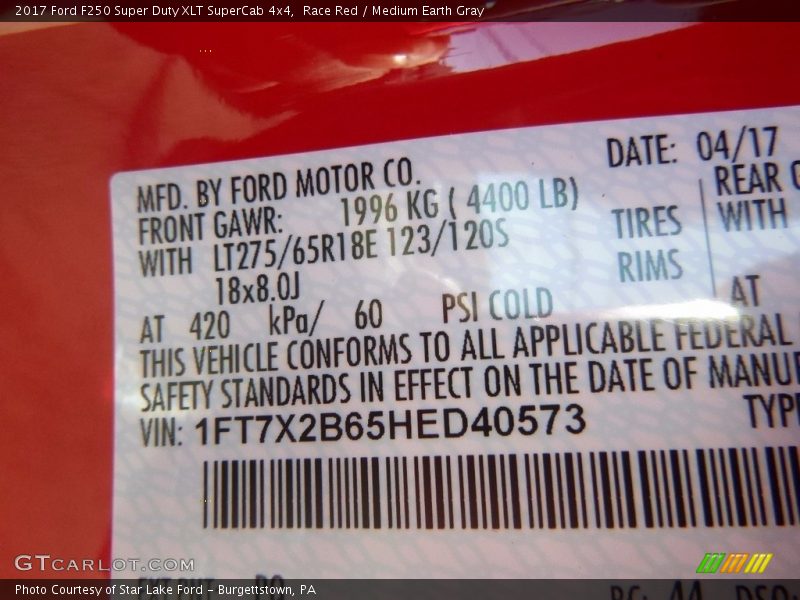 2017 Ford F250 Super Duty XLT SuperCab 4x4,  Race Red / Medium Earth Gray
MFD. BY FORD MOTOR CO. DATE: 04/17
FRONT GAWR: 1996 KG ( 4400 LB) REAR
WITH LT275/65R18E 123/120S TIRES WITH
18x8.0J RIMS
AT 420 kPa/ 60 PSI COLD AT
THIS VEHICLE CONFORMS TO ALL APPLICABLE FEDERAL
SAFETY STANDARDS IN EFFECT ON THE DATE OF MANU
VIN: 1FT7X2B65HED40573 TYP
GTCARLOT.COM
Photo Courtesy of Star Lake Ford - Burgettstown, PA